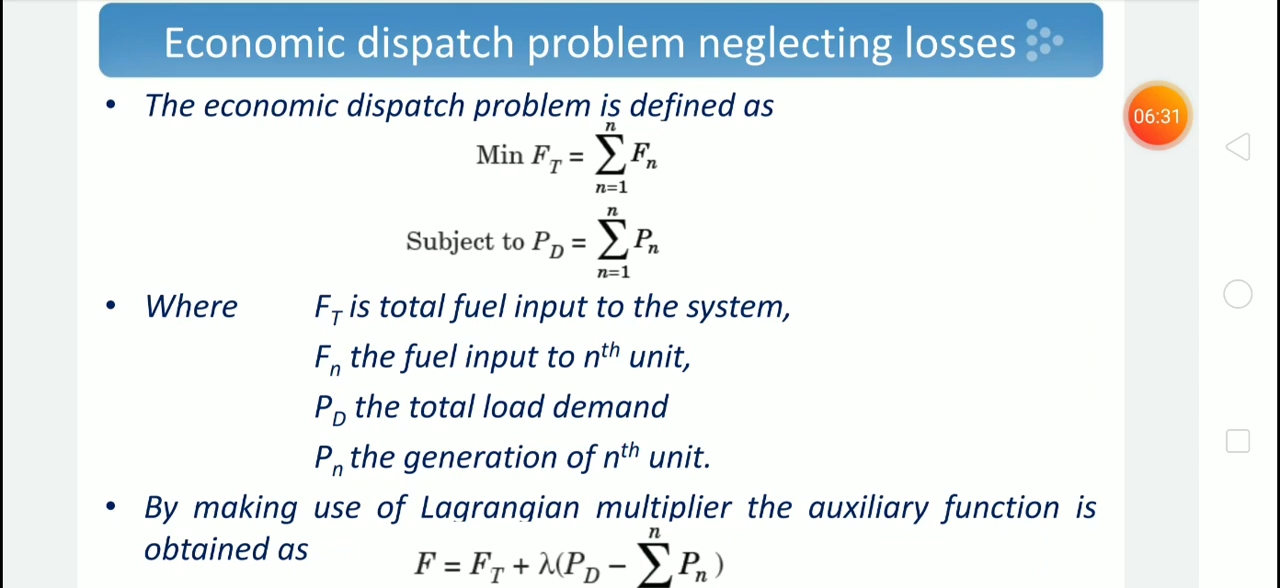 Economic dispatch problem neglecting losses
• The economic dispatch problem is defined as
Min F_T = ∑_{n=1}^{n} F_n
Subject to P_D = ∑_{n=1}^{n} P_n
• Where F_T is total fuel input to the system,
F_n the fuel input to n^th unit,
P_D the total load demand
P_n the generation of n^th unit.
• By making use of Lagrangian multiplier the auxiliary function is
obtained as F = F_T + λ(P_D − ∑^{n} P_n )
06:31